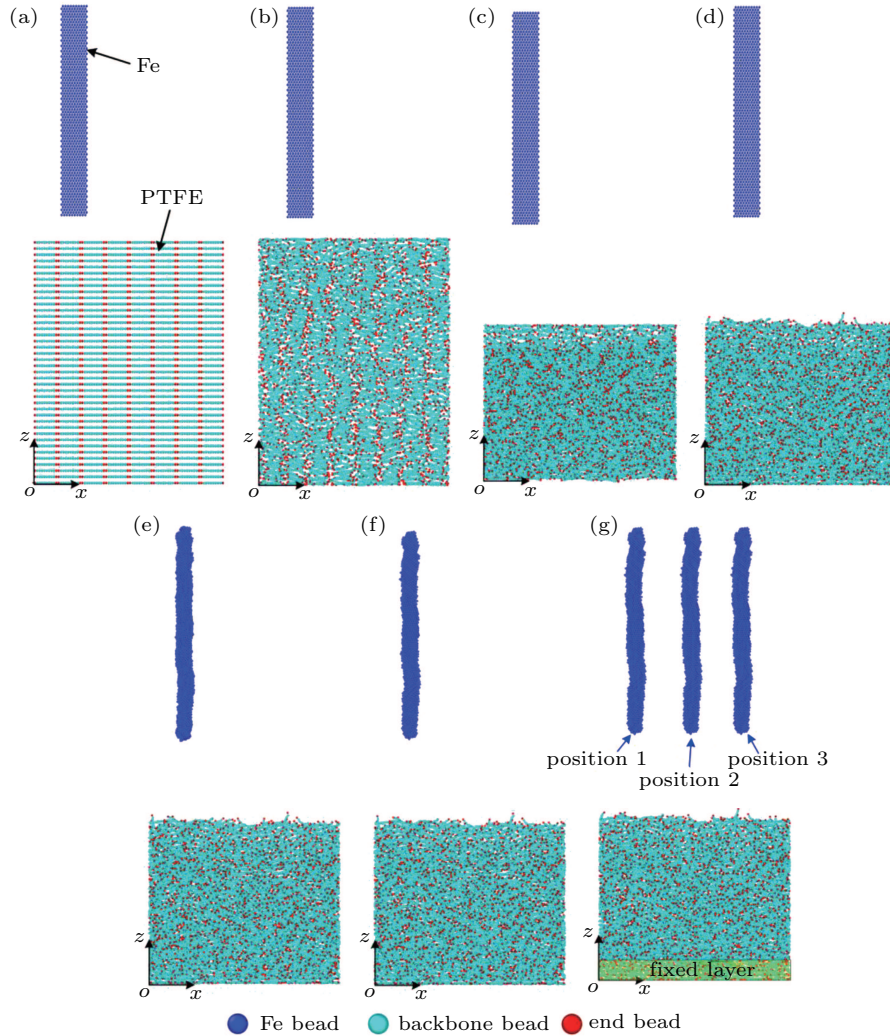 (a)
(b)
(c)
(d)
Fe
PTFE
z
z
z
z
o
x
o
x
o
x
o
x
(e)
(f)
(g)
position 1
position 2
position 3
z
z
z
fixed layer
o
x
o
x
o
x
Fe bead
backbone bead
end bead